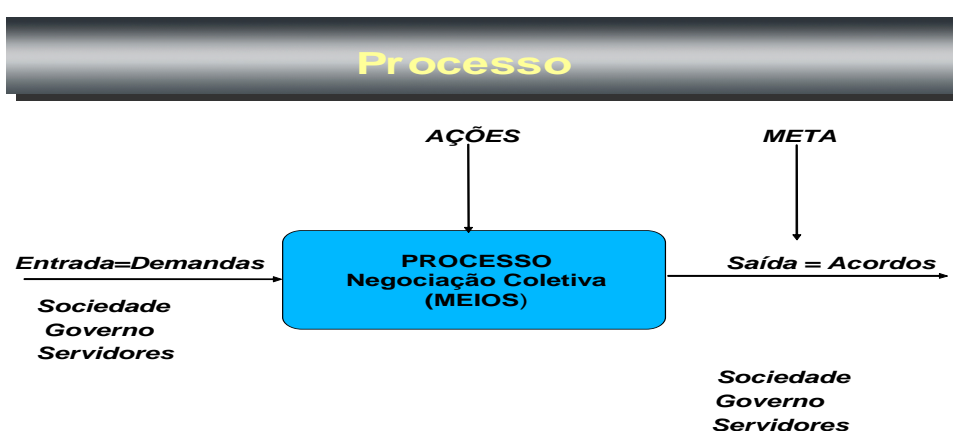 Processo
AÇÕES
META
Entrada=Demandas
PROCESSO
Negociação Coletiva
(MEIOS)
Saída = Acordos
Sociedade
Governo
Servidores
Sociedade
Governo
Servidores